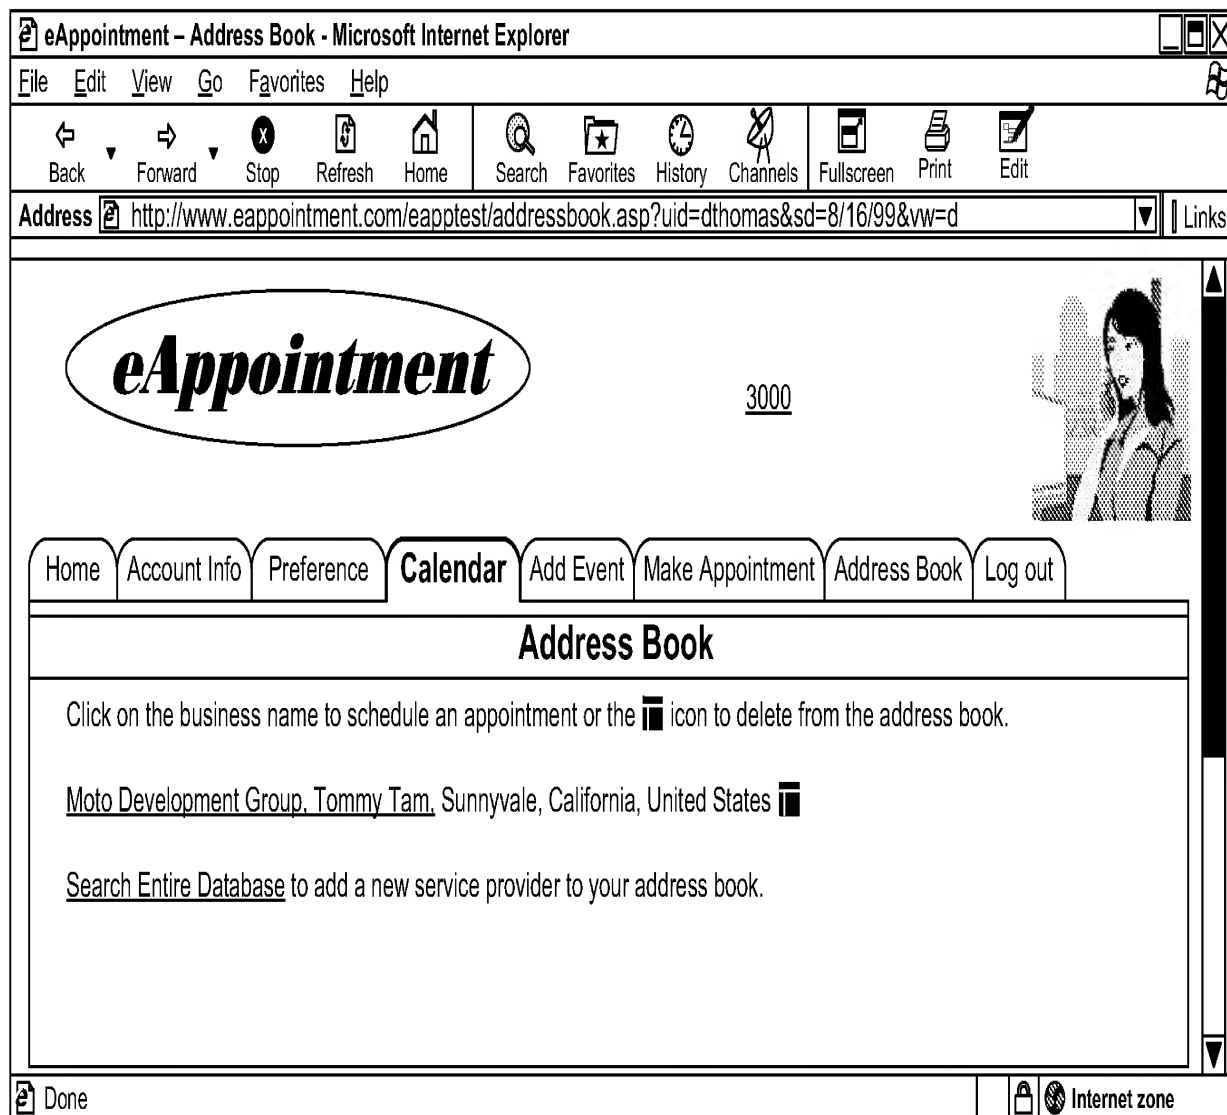 eAppointment – Address Book - Microsoft Internet Explorer
File Edit View Go Favorites Help
Back Forward Stop Refresh Home Search Favorites History Channels Fullscreen Print Edit
Address http://www.eappointment.com/eapptest/addressbook.asp?uid=dthomas&sd=8/16/99&vw=d Links
eAppointment
3000
Home Account Info Preference Calendar Add Event Make Appointment Address Book Log out
Address Book
Click on the business name to schedule an appointment or the icon to delete from the address book.
Moto Development Group, Tommy Tam, Sunnyvale, California, United States
Search Entire Database to add a new service provider to your address book.
Done Internet zone